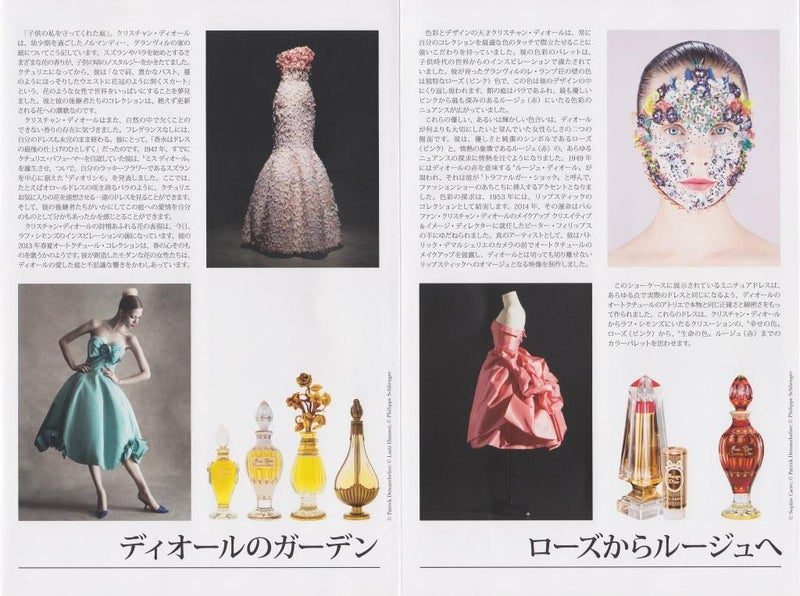 「子供の私を守ってくれた庭」。クリスチャン・ディオール
は、幼少期を過ごしたノルマンディー、グランヴィルの家の
庭についてこう記しています。スズランやバラを始めとするさ
まざまな花の香りが、子供の頃のノスタルジーをかきたてました。
クチュリエになってから、彼は「なで肩、豊かなバスト、蔓
のようにほっそりしたウエストに花冠のように開くスカート」
という、花のような女性で世界をいっぱいにすることを夢見
ました。彼と彼の後継者たちのコレクションは、絶えず更新
される花への讃歌なのです。
クリスチャン・ディオールはまた、自然の中で欠くことの
できない香りの存在に気づきました。フレグランスなしには、
自分のドレスも未完のまま終わる。彼にとって、「香水はドレス
の最後の仕上げのひとしずく」だったのです。1947年、すでに
クチュリエ・パフューマーを自認していた彼は、「ミス ディオール」
を誕生させ、ついで、自分のラッキーフラワーであるスズラン
を中心に据えた「ディオリシモ」を発表しました。ここでは、
たとえばオロールドレスの咲き誇るバラのように、クチュリエ
お気に入りの花を連想させる一連のドレスを見ることができます。
そして、彼の後継者たちがいかにしてこの庭への愛情を自分
のものとして分かちあったかを感じとることができます。
クリスチャン・ディオールの詩情あふれる花の表現は、今日、
ラフ・シモンズのインスピレーションの源になっています。彼の
2013年春夏オートクチュール・コレクションは、春の心そのも
のを歌うかのようです。彼が創造したモダンな花の女性たちは、
ディオールの愛した庭と不思議な響きをかわしあっています。
© Patrick Demarchelier; © Laziz Hamani; © Philippe Schlienger
ディオールのガーデン
色彩とデザインの天才クリスチャン・ディオールは、常に
自分のコレクションを最適な色のタッチで際立たせることに
強いこだわりを持っていました。彼の色彩のパレットは、
子供時代の世界からのインスピレーションで満たされてい
ました。彼が育ったグランヴィルのレ・ランブ荘の壁の色
は独特なローズ（ピンク）色で、この色は彼のデザインの中
にくり返し現われます。館の庭はバラであふれ、最も優しい
ピンクから最も深みのあるルージュ（赤）にいたる色彩の
ニュアンスが広がっていました。
これらの優しい、あるいは輝かしい色合いは、ディオール
が何よりも大切にしたいと望んでいた女性らしさの二つの
側面です。彼は、優しさと綺麗のシンボルであるローズ
（ピンク）と、情熱の象徴であるルージュ（赤）の、あらゆる
ニュアンスの探求に情熱を注ぐようになりました。1949年
にはディオールの赤を意味する“ルージュ・ディオール”が
現われ、それは彼が“トラファルガー・ショック”と呼んで、
ファッションショーのあちこちに挿入するアクセントとなりま
した。色彩の探求は、1953年には、リップスティックの
コレクションとして結実します。2014年、その運命はパル
ファン・クリスチャン・ディオールのメイクアップ クリエイティブ
＆イメージ・ディレクターに就任したピーター・フィリップス
の手にゆだねられました。真のアーティストとして、彼はパト
リック・デマルシェリエのカメラの前でオートクチュールの
メイクアップを披露し、ディオールとは切っても切り離せない
リップスティックへのオマージュとなる映像を制作しました。
このショーケースに展示されているミニチュアドレスは、
あらゆる点で実際のドレスと同じになるよう、ディオールの
オートクチュールのアトリエで本物と同じ正確さと綿密さをもっ
て作られました。これらのドレスは、クリスチャン・ディオール
からラフ・シモンズにいたるクリエーションの、“幸せの色”、
ローズ（ピンク）から、“生命の色”、ルージュ（赤）までの
カラーパレットを思わせます。
© Sophie Carre; © Patrick Demarchelier; © Philippe Schlienger
ローズからルージュへ